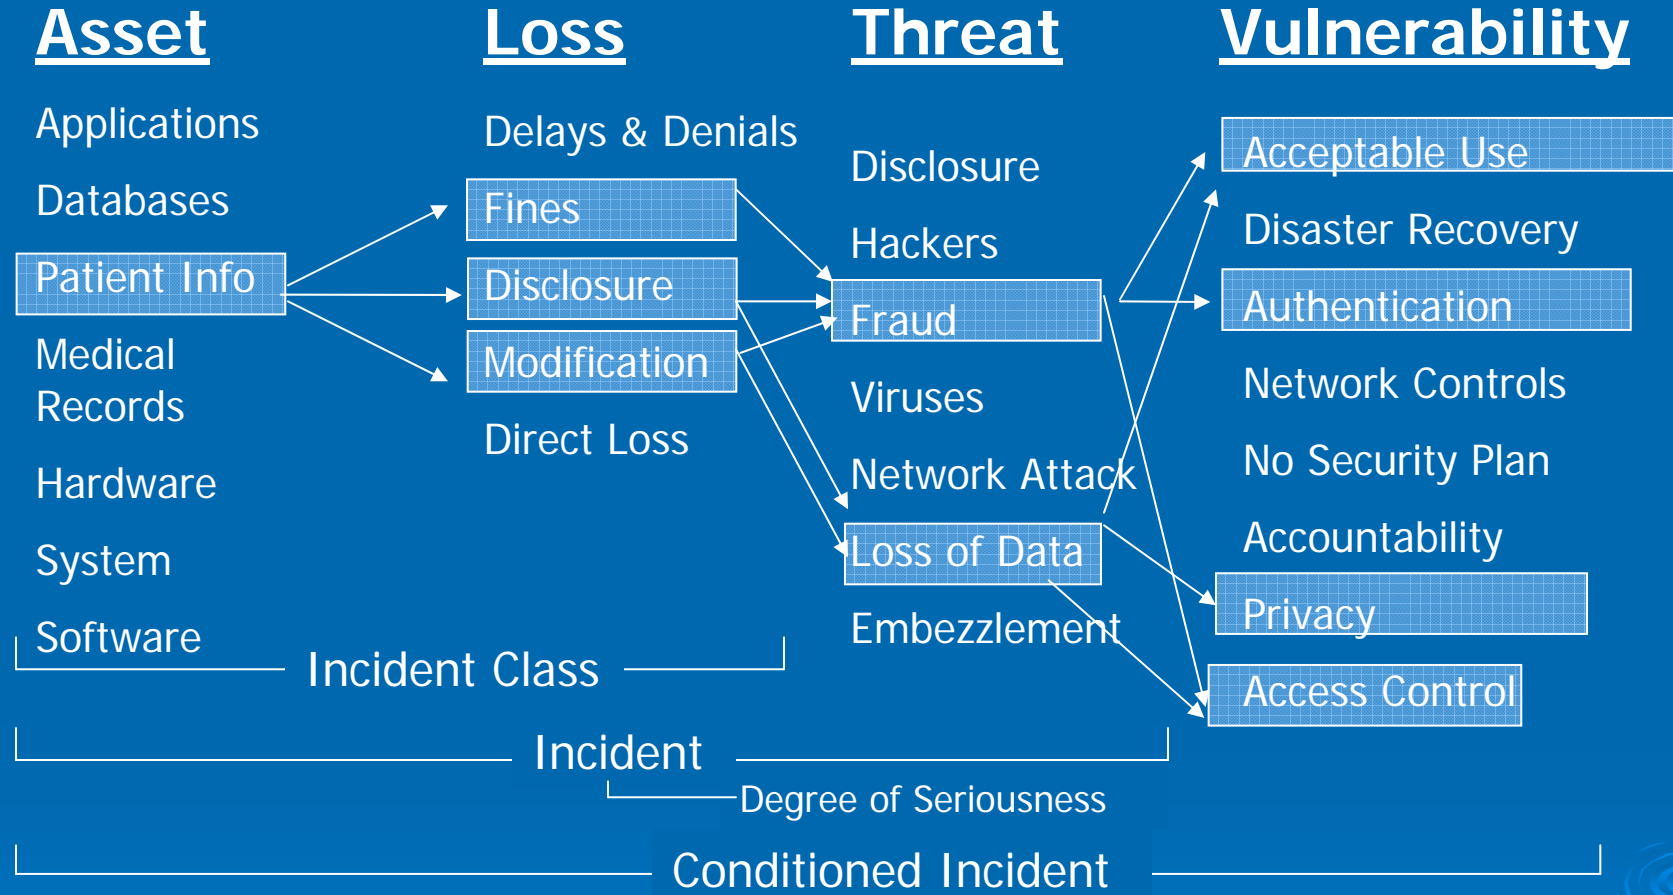 Asset
Loss
Threat
Vulnerability
Applications
Databases
Patient Info
Medical
Records
Hardware
System
Software
Delays & Denials
Fines
Disclosure
Modification
Direct Loss
Disclosure
Hackers
Fraud
Viruses
Network Attack
Loss of Data
Embezzlement
Acceptable Use
Disaster Recovery
Authentication
Network Controls
No Security Plan
Accountability
Privacy
Access Control
Incident Class
Incident
Degree of Seriousness
Conditioned Incident